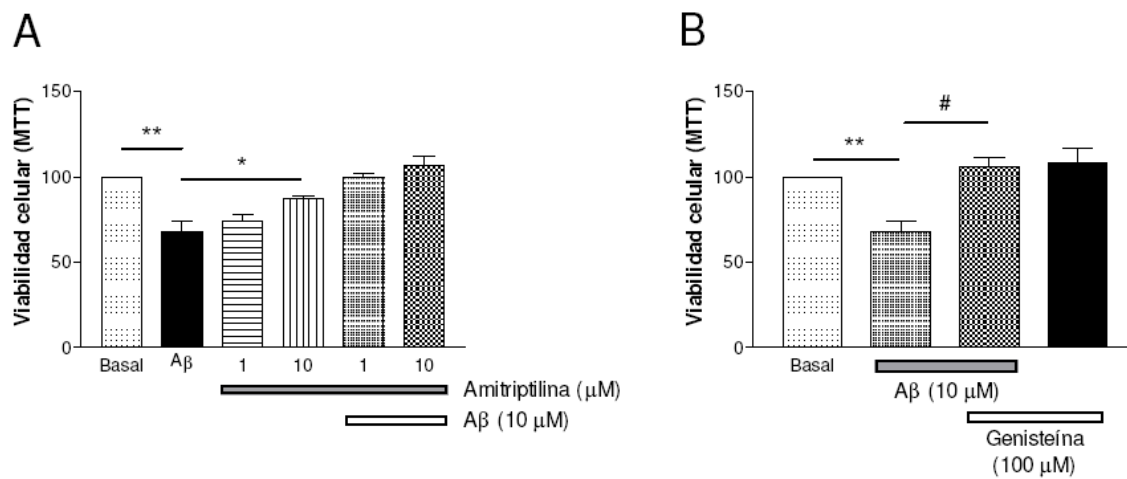 A
Viabilidad celular (MTT)
150
100
50
0
**
*
Basal
Aβ
1
10
1
10
Amitriptilina (μM)
Aβ (10 μM)
B
Viabilidad celular (MTT)
150
100
50
0
**
#
Basal
Aβ (10 μM)
Genisteína
(100 μM)